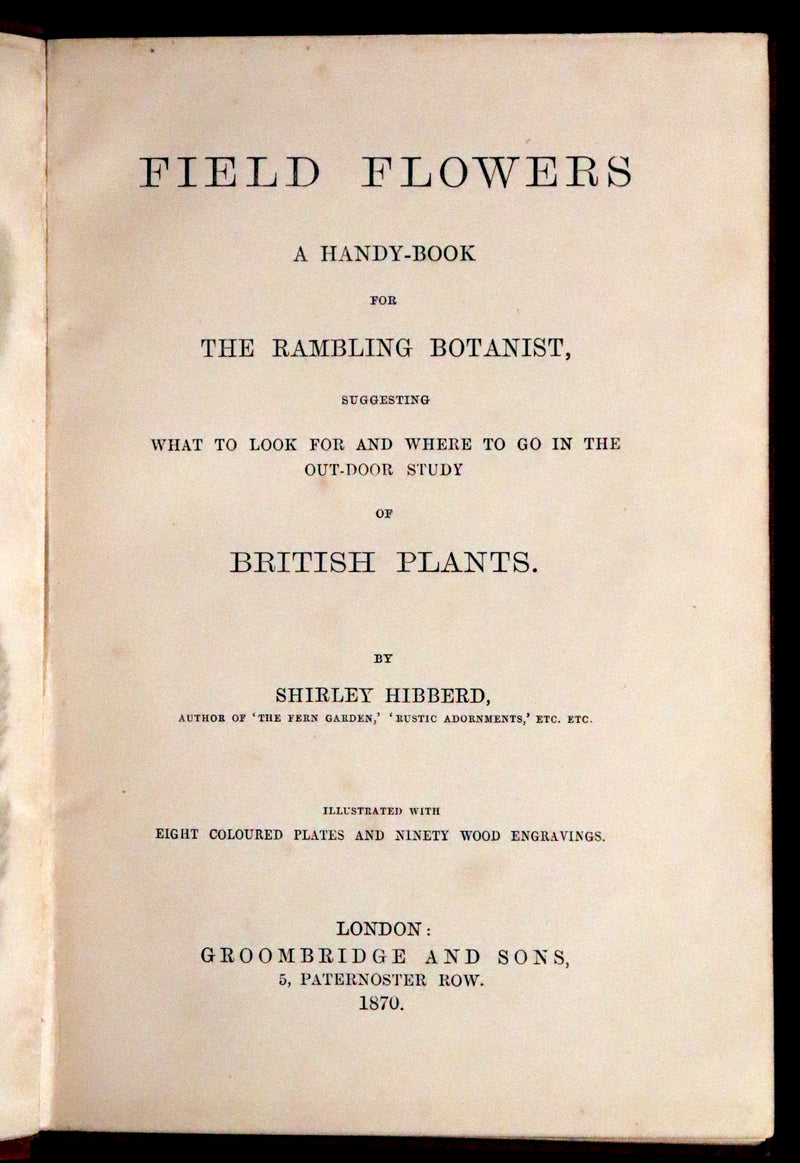 FIELD FLOWERS
A HANDY-BOOK
FOR
THE RAMBLING BOTANIST,
SUGGESTING
WHAT TO LOOK FOR AND WHERE TO GO IN THE
OUT-DOOR STUDY
OF
BRITISH PLANTS.
BY
SHIRLEY HIBBERD,
AUTHOR OF ‘THE FERN GARDEN,’ ‘RUSTIC ADORNMENTS,’ ETC. ETC.
ILLUSTRATED WITH
EIGHT COLOURED PLATES AND NINETY WOOD ENGRAVINGS.
LONDON:
GROOMBRIDGE AND SONS,
5, PATERNOSTER ROW.
1870.